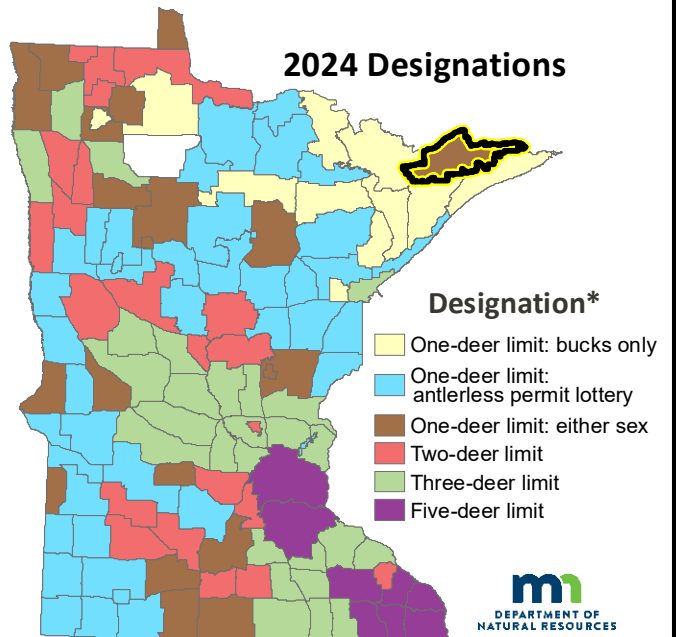 2024 Designations
Designation*
One-deer limit: bucks only
One-deer limit:
antlerless permit lottery
One-deer limit: either sex
Two-deer limit
Three-deer limit
Five-deer limit
mn
DEPARTMENT OF
NATURAL RESOURCES